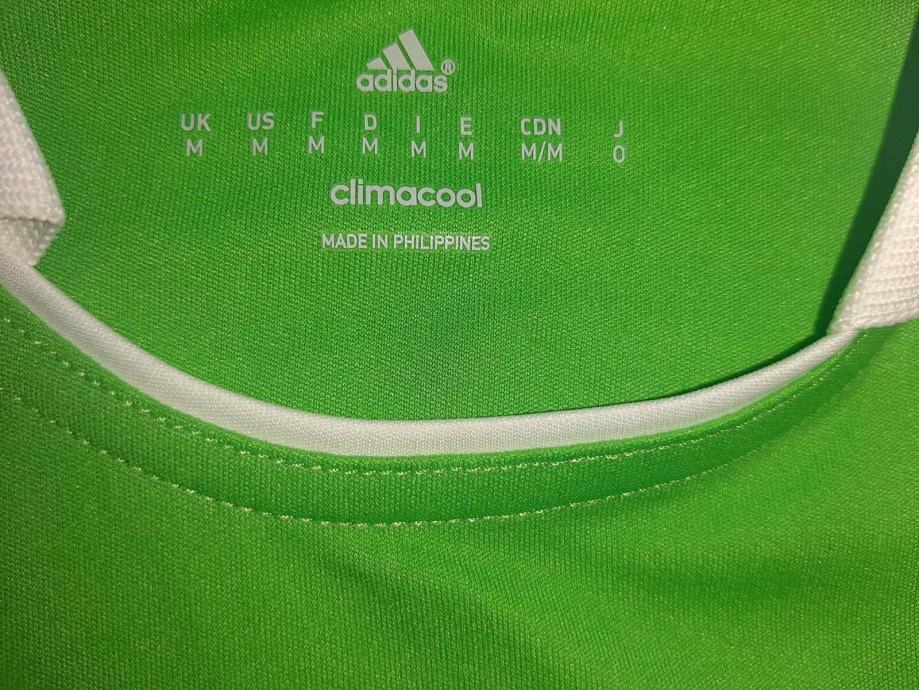 adidas®
UK US F D I E CDN J
M M M M M M M/M O
climacool
MADE IN PHILIPPINES